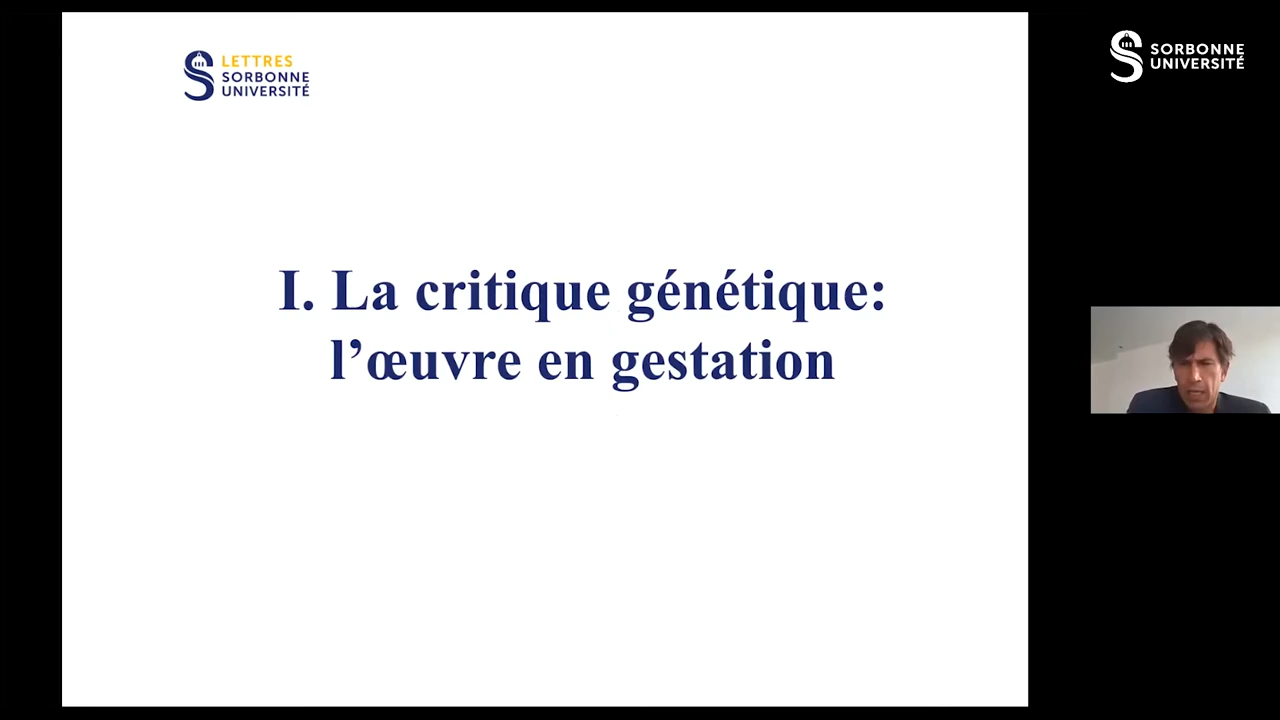 LETTRES
SORBONNE
UNIVERSITÉ
SORBONNE
UNIVERSITÉ
I. La critique génétique:
l’œuvre en gestation